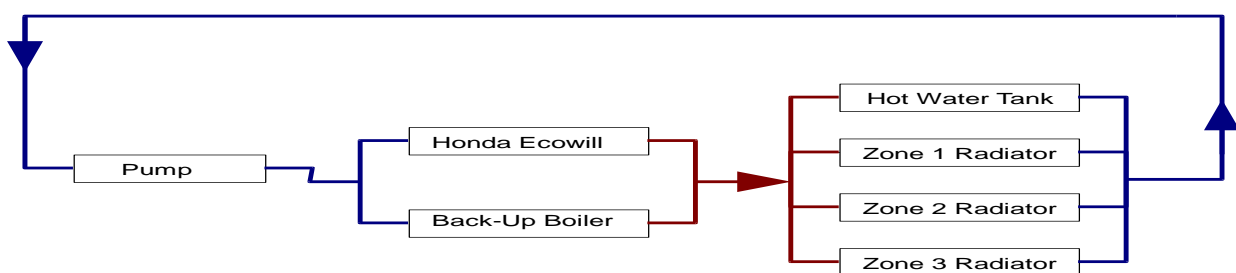 Pump
Honda Ecowill
Back-Up Boiler
Hot Water Tank
Zone 1 Radiator
Zone 2 Radiator
Zone 3 Radiator